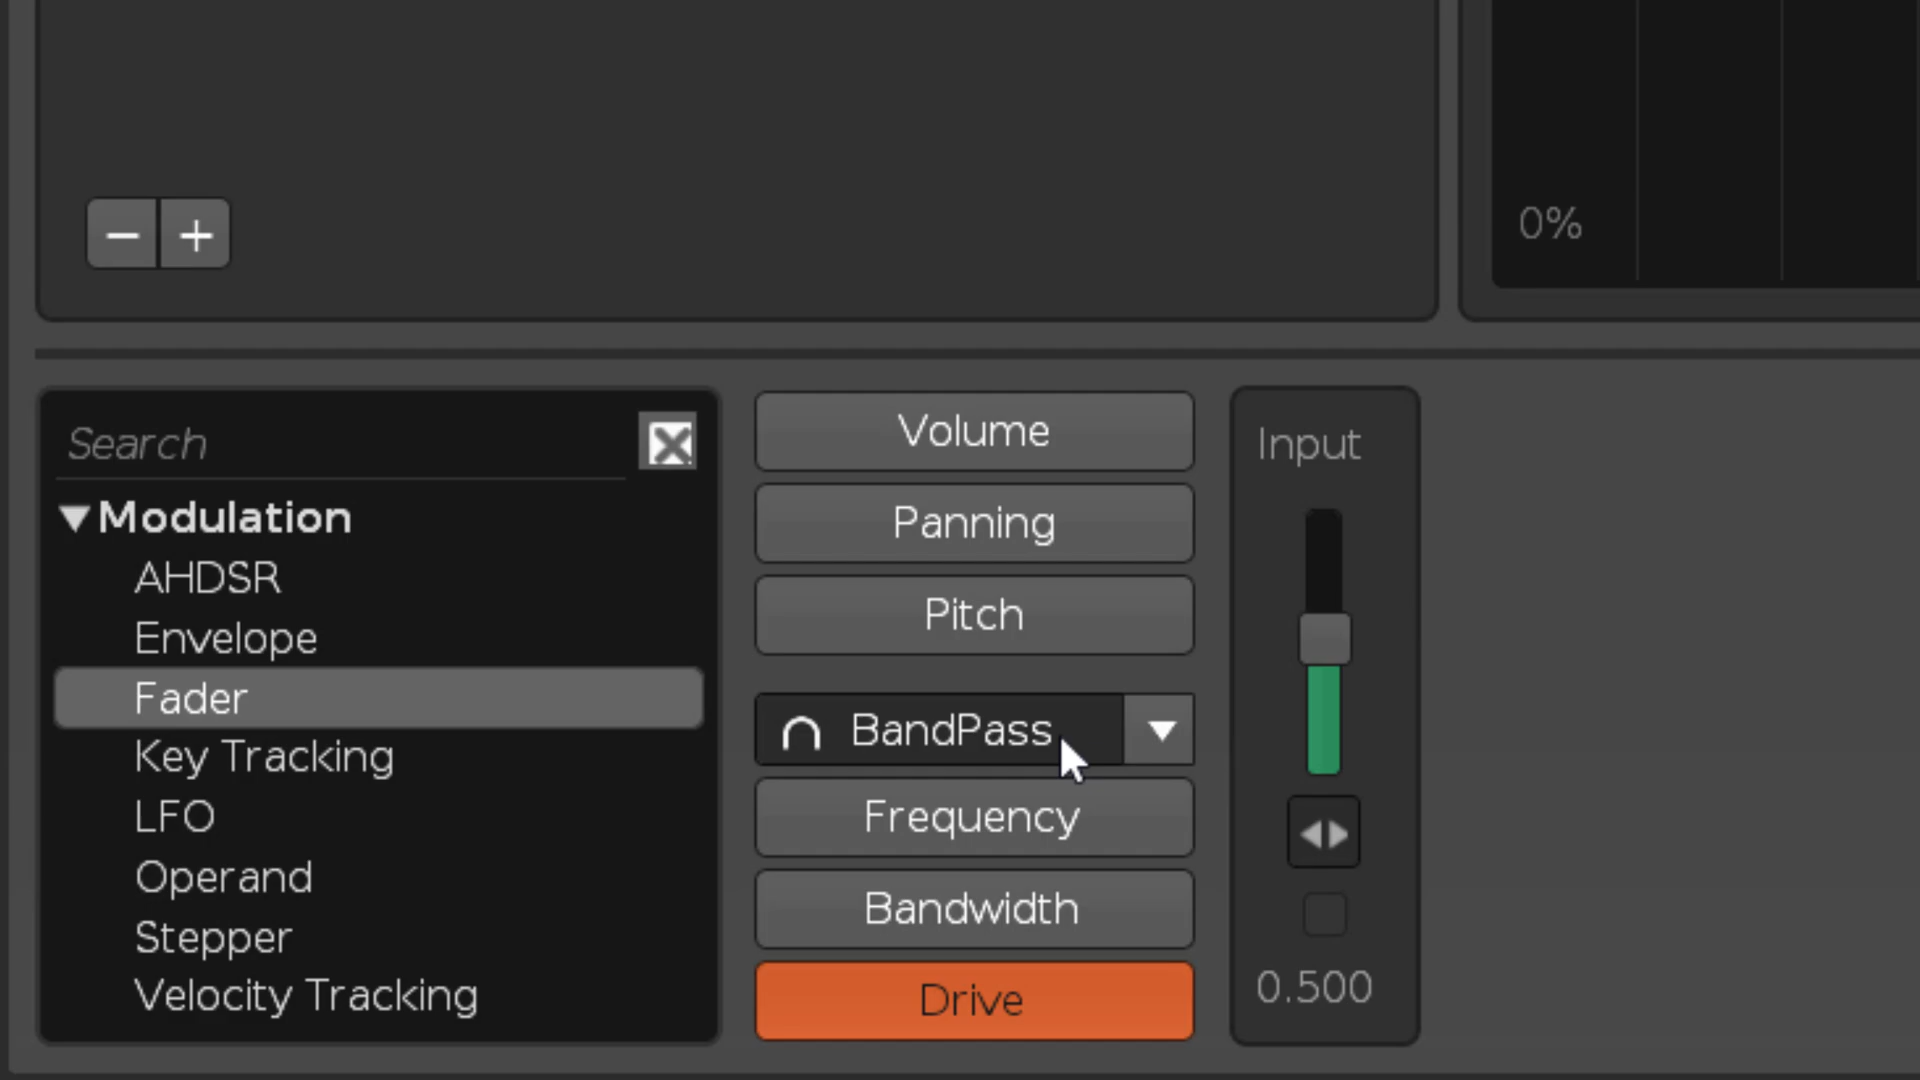 0%
Search
Modulation
AHDSR
Envelope
Fader
Key Tracking
LFO
Operand
Stepper
Velocity Tracking
Volume
Panning
Pitch
BandPass
Frequency
Bandwidth
Drive
Input
0.500